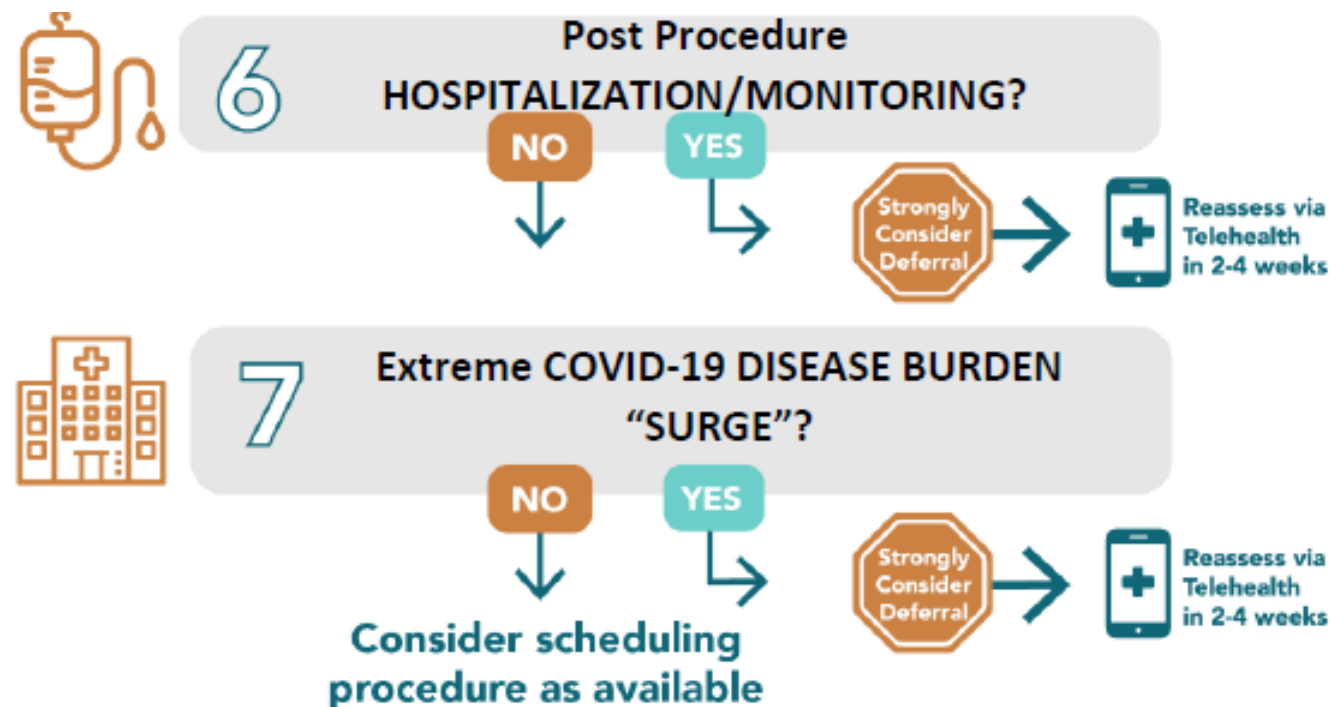 6
Post Procedure
HOSPITALIZATION/MONITORING?
NO
YES
Strongly
Consider
Deferral
Reassess via
Telehealth
in 2-4 weeks
7
Extreme COVID-19 DISEASE BURDEN
“SURGE”?
NO
YES
Strongly
Consider
Deferral
Reassess via
Telehealth
in 2-4 weeks
Consider scheduling
procedure as available